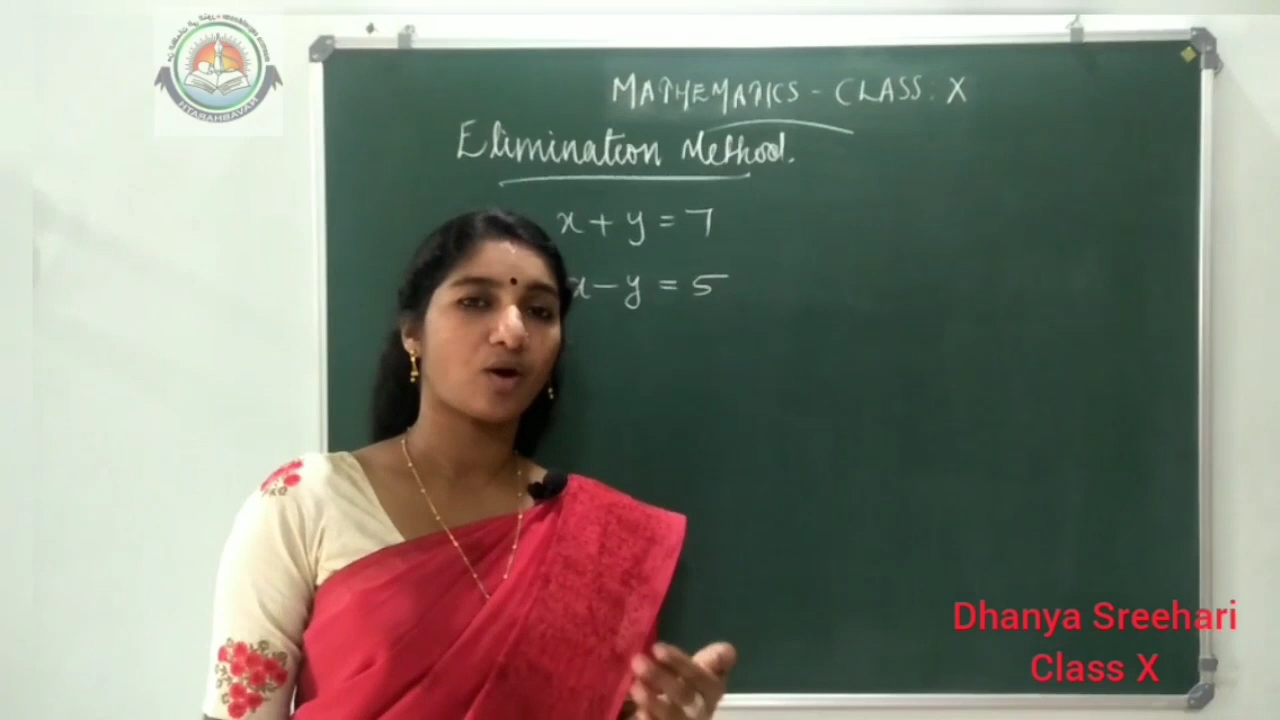 MATHEMATICS - CLASS: X
Elimination Method.
x + y = 7
x - y = 5
Dhanya Sreehari
Class X